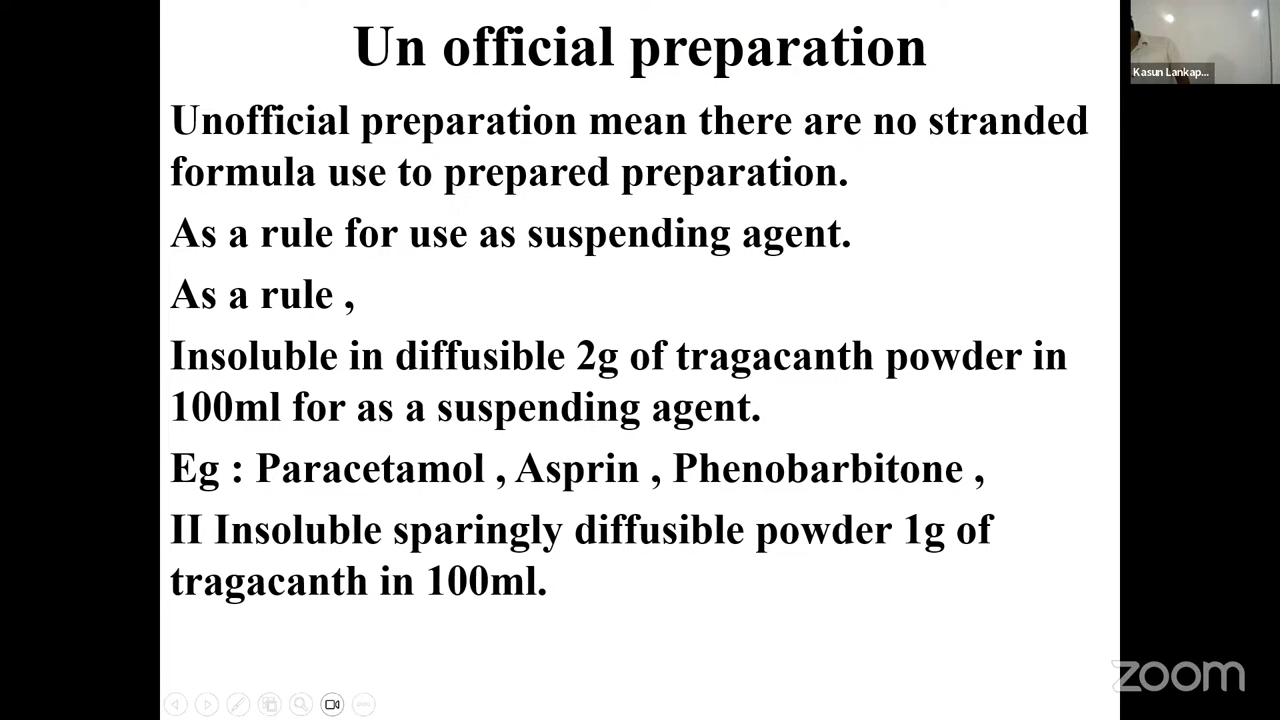 Un official preparation
Kasun Lankap...
Unofficial preparation mean there are no stranded
formula use to prepared preparation.
As a rule for use as suspending agent.
As a rule ,
Insoluble in diffusible 2g of tragacanth powder in
100ml for as a suspending agent.
Eg : Paracetamol , Asprin , Phenobarbitone ,
II Insoluble sparingly diffusible powder 1g of
tragacanth in 100ml.
zoom